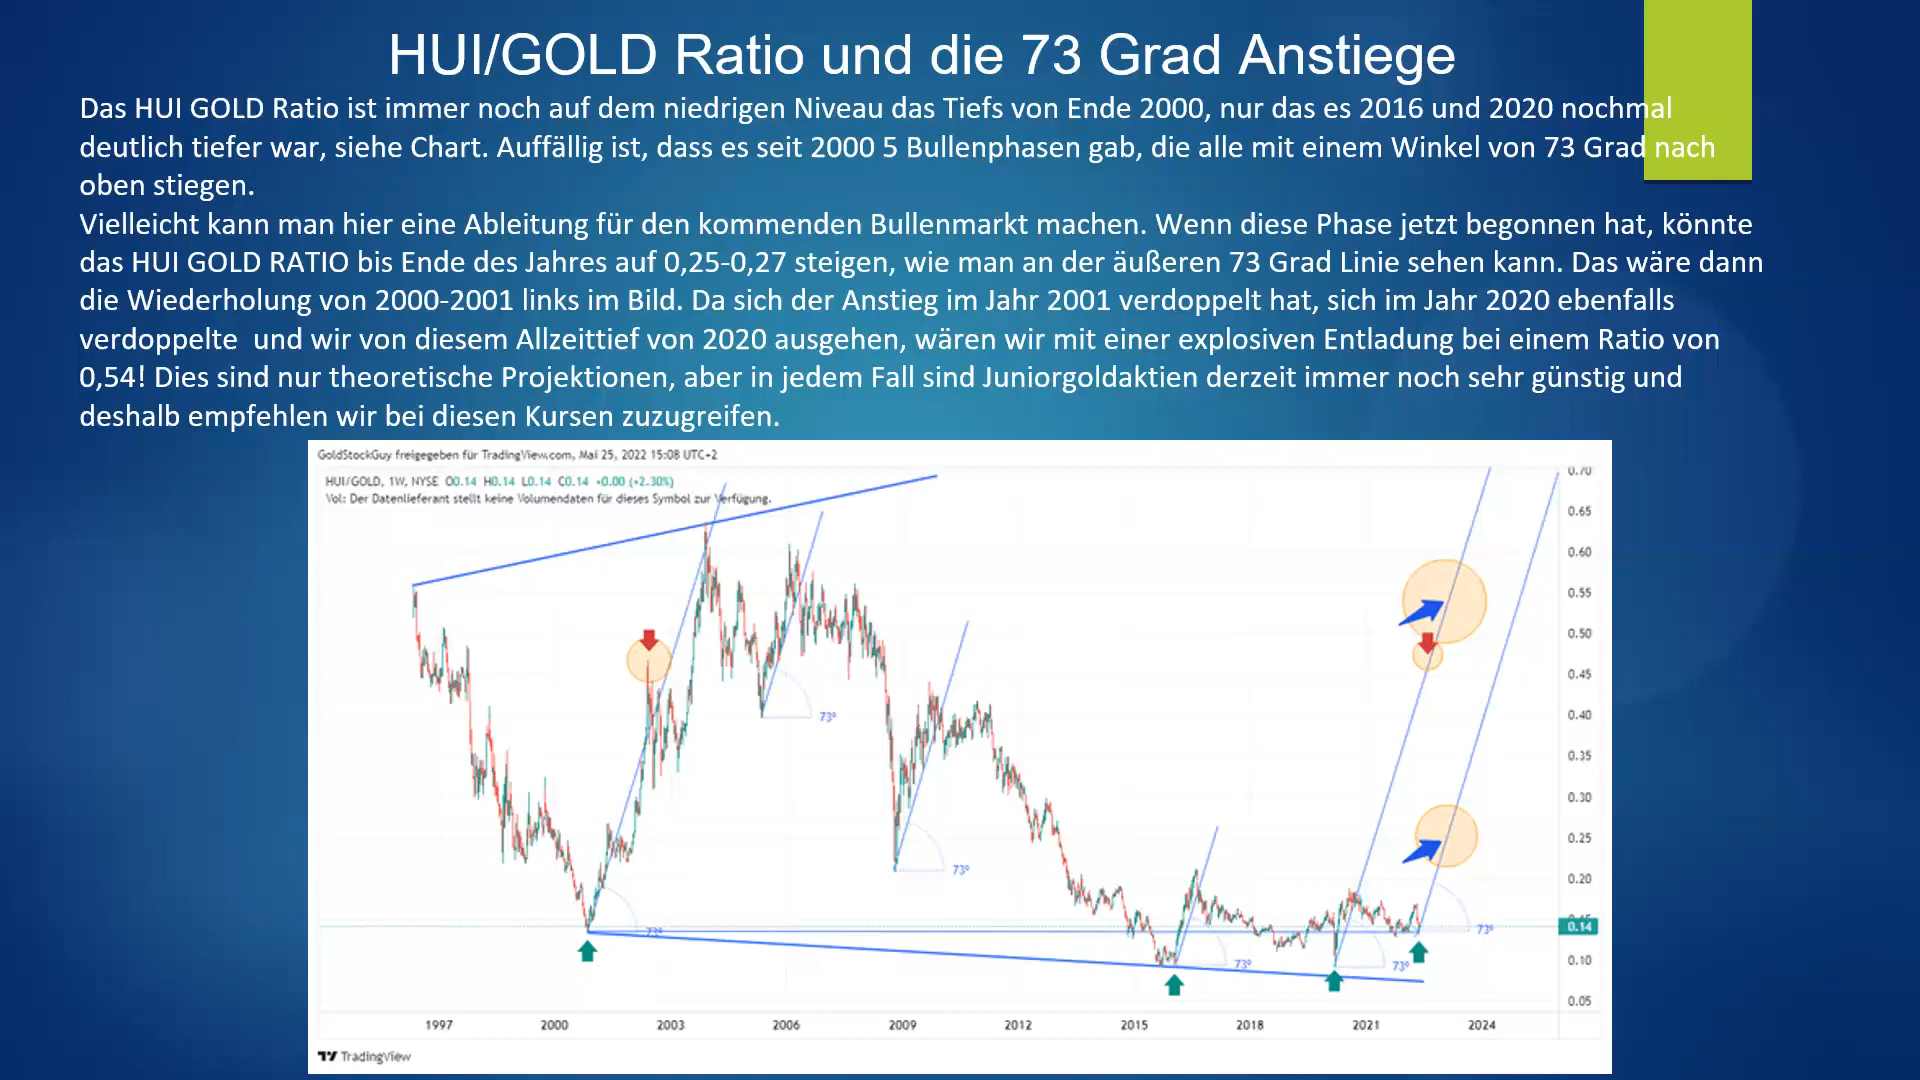 HUI/GOLD Ratio und die 73 Grad Anstiege
Das HUI GOLD Ratio ist immer noch auf dem niedrigen Niveau das Tiefs von Ende 2000, nur das es 2016 und 2020 nochmal
deutlich tiefer war, siehe Chart. Auffällig ist, dass es seit 2000 5 Bullenphasen gab, die alle mit einem Winkel von 73 Grad nach
oben stiegen.
Vielleicht kann man hier eine Ableitung für den kommenden Bullenmarkt machen. Wenn diese Phase jetzt begonnen hat, könnte
das HUI GOLD RATIO bis Ende des Jahres auf 0,25-0,27 steigen, wie man an der äußeren 73 Grad Linie sehen kann. Das wäre dann
die Wiederholung von 2000-2001 links im Bild. Da sich der Anstieg im Jahr 2001 verdoppelt hat, sich im Jahr 2020 ebenfalls
verdoppelte und wir von diesem Allzeittief von 2020 ausgehen, wären wir mit einer explosiven Entladung bei einem Ratio von
0,54! Dies sind nur theoretische Projektionen, aber in jedem Fall sind Juniorgoldaktien derzeit immer noch sehr günstig und
deshalb empfehlen wir bei diesen Kursen zuzugreifen.
GoldStockGuy freigegeben für TradingView.com, Mai 25, 2022 15:08 UTC+2
HUI/GOLD, 1W, NYSE O0.14 H0.14 L0.14 C0.14 +0.00 (+2.30%)
Vol: Der Datenlieferant stellt keine Volumendaten für dieses Symbol zur Verfügung.
0.70
0.65
0.60
0.55
0.50
0.45
0.40
73º
0.35
0.30
0.25
73º
0.20
0.15
0.14
73º
73º
73º
73º
0.10
0.05
1997 2000 2003 2006 2009 2012 2015 2018 2021 2024
TradingView